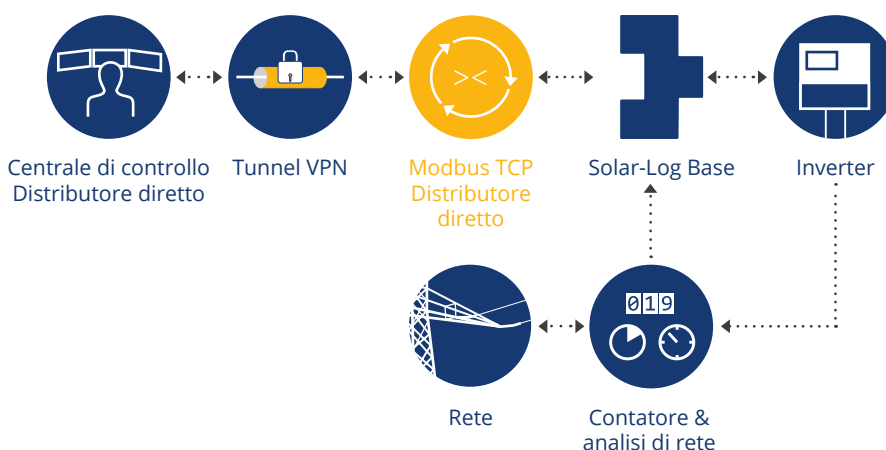 Centrale di controllo
Distributore diretto
Tunnel VPN
Modbus TCP
Distributore
diretto
Solar-Log Base
Inverter
019
Rete
Contatore &
analisi di rete